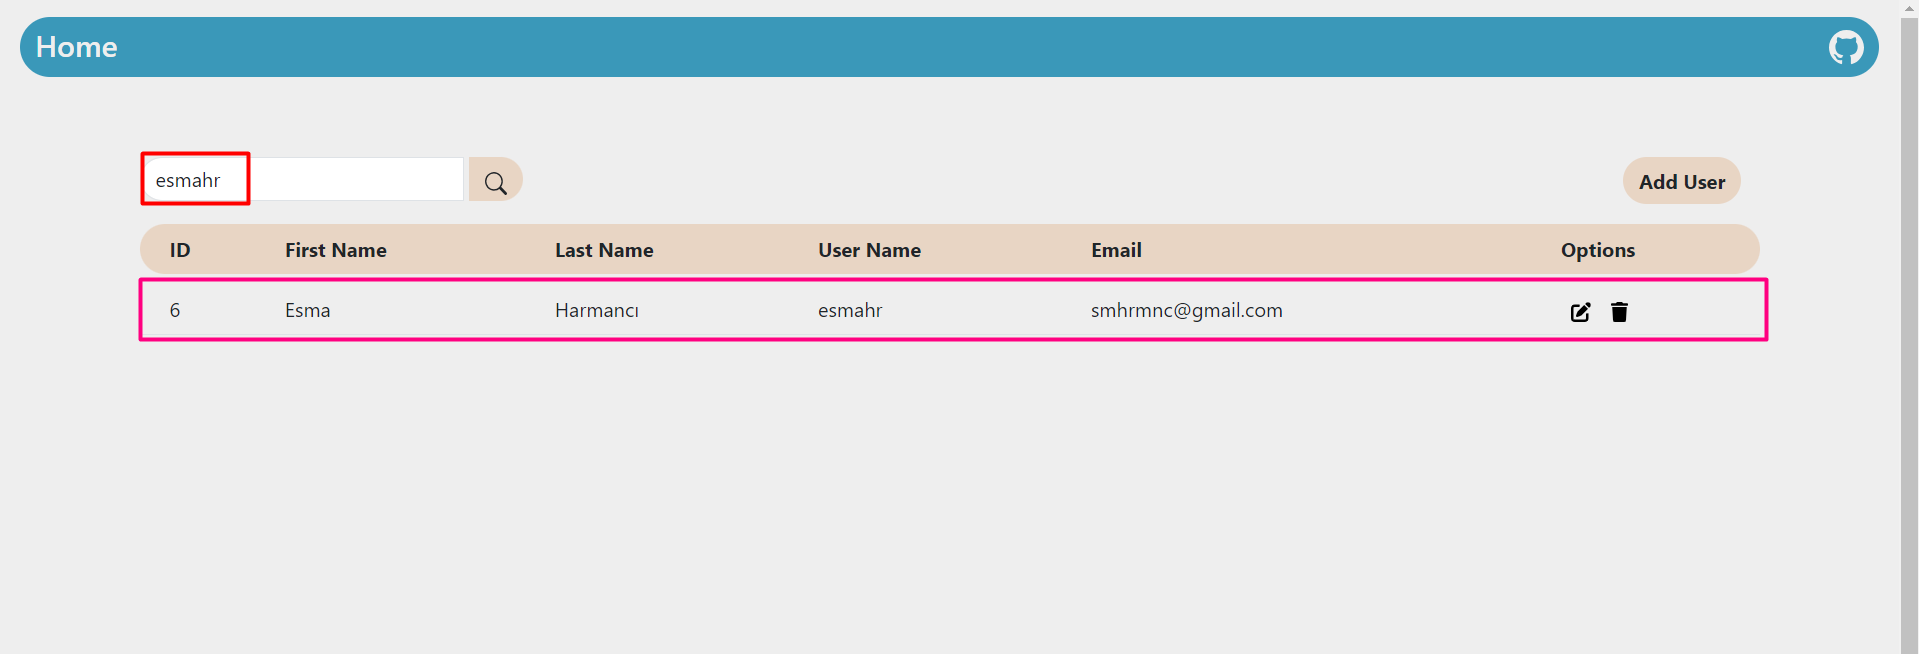 Home
esmahr
Add User
ID First Name Last Name User Name Email Options
6 Esma Harmancı esmahr smhrmnc@gmail.com